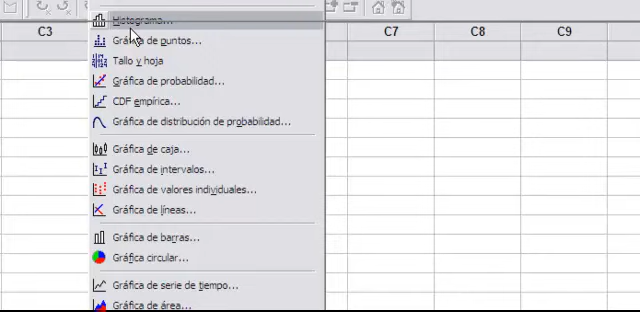 Histograma...
C3
C7
C8
C9
Gráfica de puntos...
Tallo y hoja
Gráfica de probabilidad...
CDF empírica...
Gráfica de distribución de probabilidad...
Gráfica de caja...
Gráfica de intervalos...
Gráfica de valores individuales...
Gráfica de líneas...
Gráfica de barras...
Gráfica circular...
Gráfica de serie de tiempo...
Gráfica de área...